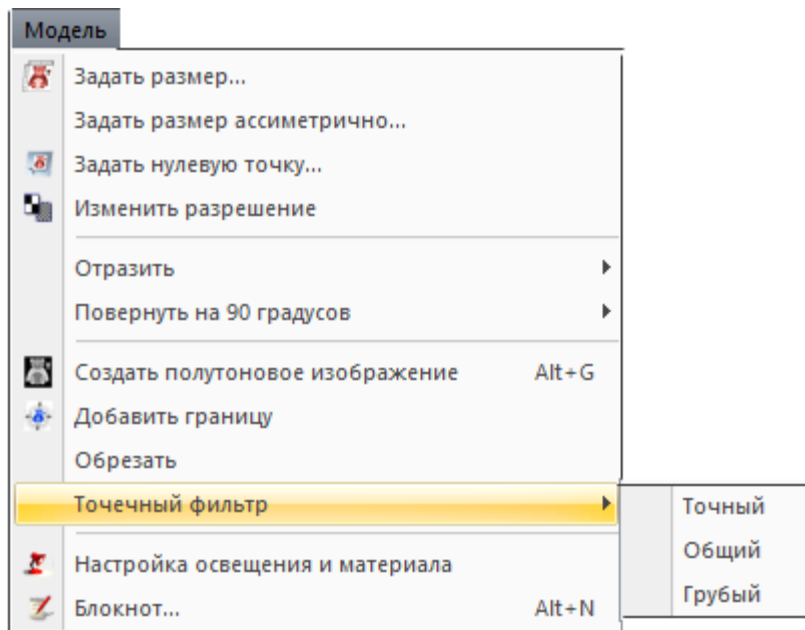 Модель
Задать размер...
Задать размер ассиметрично...
Задать нулевую точку...
Изменить разрешение
Отразить
Повернуть на 90 градусов
Создать полутоновое изображение Alt+G
Добавить границу
Обрезать
Точечный фильтр
Точный
Общий
Грубый
Настройка освещения и материала
Блокнот... Alt+N